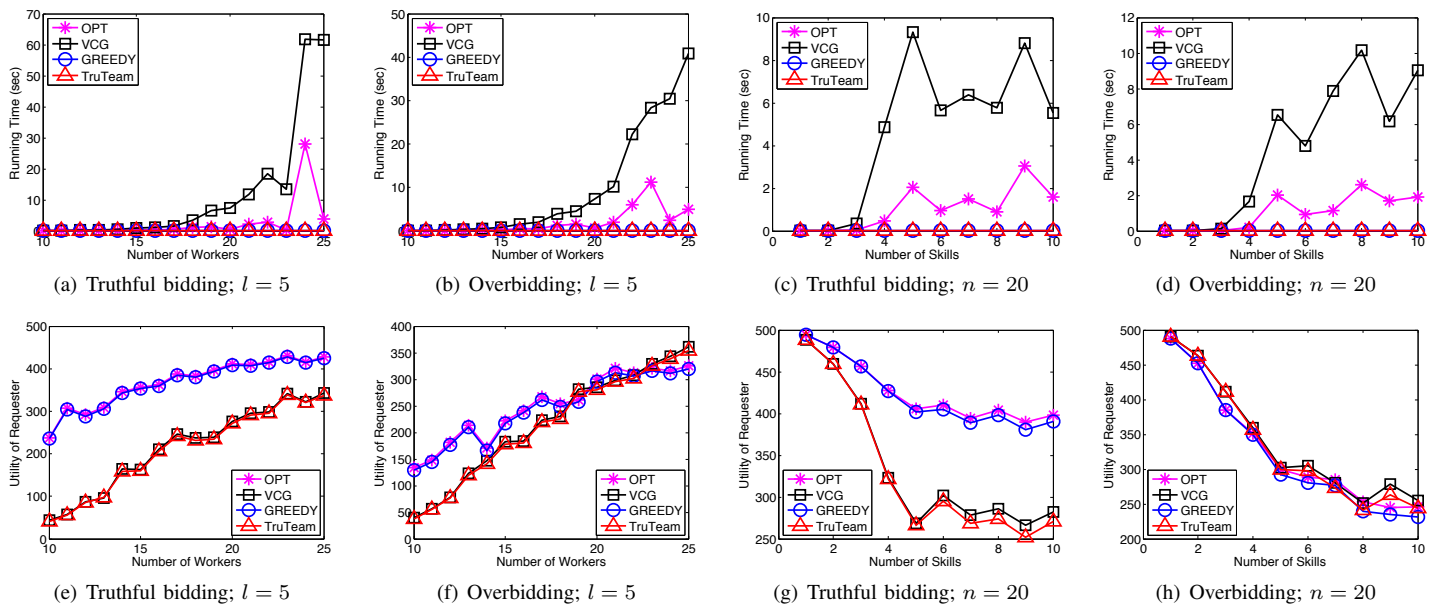 70
60
50
40
30
20
10
0
Running Time (sec)
OPT
VCG
GREEDY
TruTeam
10
15
20
25
Number of Workers
(a) Truthful bidding; l = 5
50
40
30
20
10
0
Running Time (sec)
OPT
VCG
GREEDY
TruTeam
10
15
20
25
Number of Workers
(b) Overbidding; l = 5
10
8
6
4
2
0
Running Time (sec)
OPT
VCG
GREEDY
TruTeam
0
2
4
6
8
10
Number of Skills
(c) Truthful bidding; n = 20
12
10
8
6
4
2
0
Running Time (sec)
OPT
VCG
GREEDY
TruTeam
0
2
4
6
8
10
Number of Skills
(d) Overbidding; n = 20
500
400
300
200
100
0
Utility of Requester
OPT
VCG
GREEDY
TruTeam
10
15
20
25
Number of Workers
(e) Truthful bidding; l = 5
400
350
300
250
200
150
100
50
0
Utility of Requester
OPT
VCG
GREEDY
TruTeam
10
15
20
25
Number of Workers
(f) Overbidding; l = 5
500
450
400
350
300
250
Utility of Requester
OPT
VCG
GREEDY
TruTeam
0
2
4
6
8
10
Number of Skills
(g) Truthful bidding; n = 20
500
450
400
350
300
250
200
Utility of Requester
OPT
VCG
GREEDY
TruTeam
0
2
4
6
8
10
Number of Skills
(h) Overbidding; n = 20